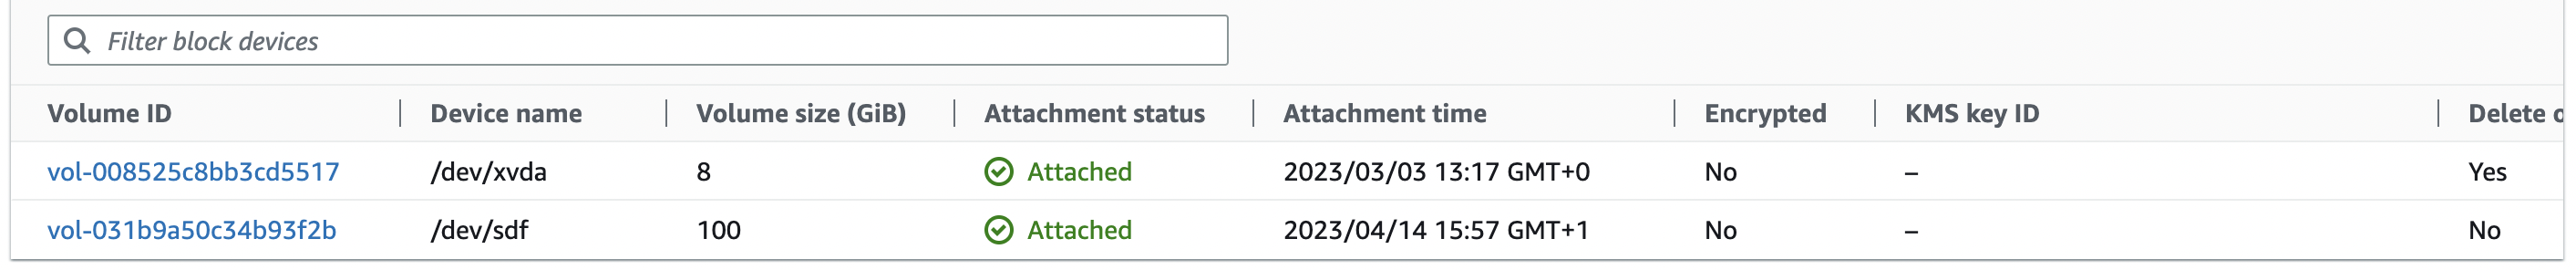 Filter block devices
Volume ID Device name Volume size (GiB) Attachment status Attachment time Encrypted KMS key ID Delete o
vol-008525c8bb3cd5517 /dev/xvda 8 Attached 2023/03/03 13:17 GMT+0 No – Yes
vol-031b9a50c34b93f2b /dev/sdf 100 Attached 2023/04/14 15:57 GMT+1 No – No